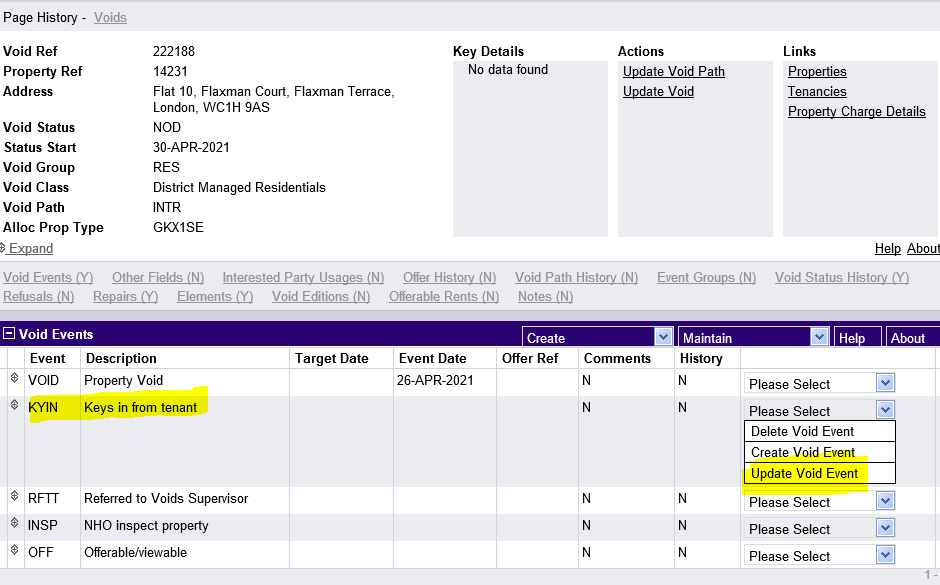 Page History - Voids
Void Ref 222188
Property Ref 14231
Address Flat 10, Flaxman Court, Flaxman Terrace,
London, WC1H 9AS
Void Status NOD
Status Start 30-APR-2021
Void Group RES
Void Class District Managed Residentials
Void Path INTR
Alloc Prop Type GKX1SE
Expand
Key Details
No data found
Actions
Update Void Path
Update Void
Links
Properties
Tenancies
Property Charge Details
Help About
Void Events (Y) Other Fields (N) Interested Party Usages (N) Offer History (N) Void Path History (N) Event Groups (N) Void Status History (Y)
Refusals (N) Repairs (Y) Elements (Y) Void Editions (N) Offerable Rents (N) Notes (N)
Void Events Create Maintain Help About
Event Description Target Date Event Date Offer Ref Comments History
VOID Property Void 26-APR-2021 N N Please Select
KYIN Keys in from tenant N N Please Select
Delete Void Event
Create Void Event
Update Void Event
RFTT Referred to Voids Supervisor N N Please Select
INSP NHO inspect property N N Please Select
OFF Offerable/viewable N N Please Select
1 -